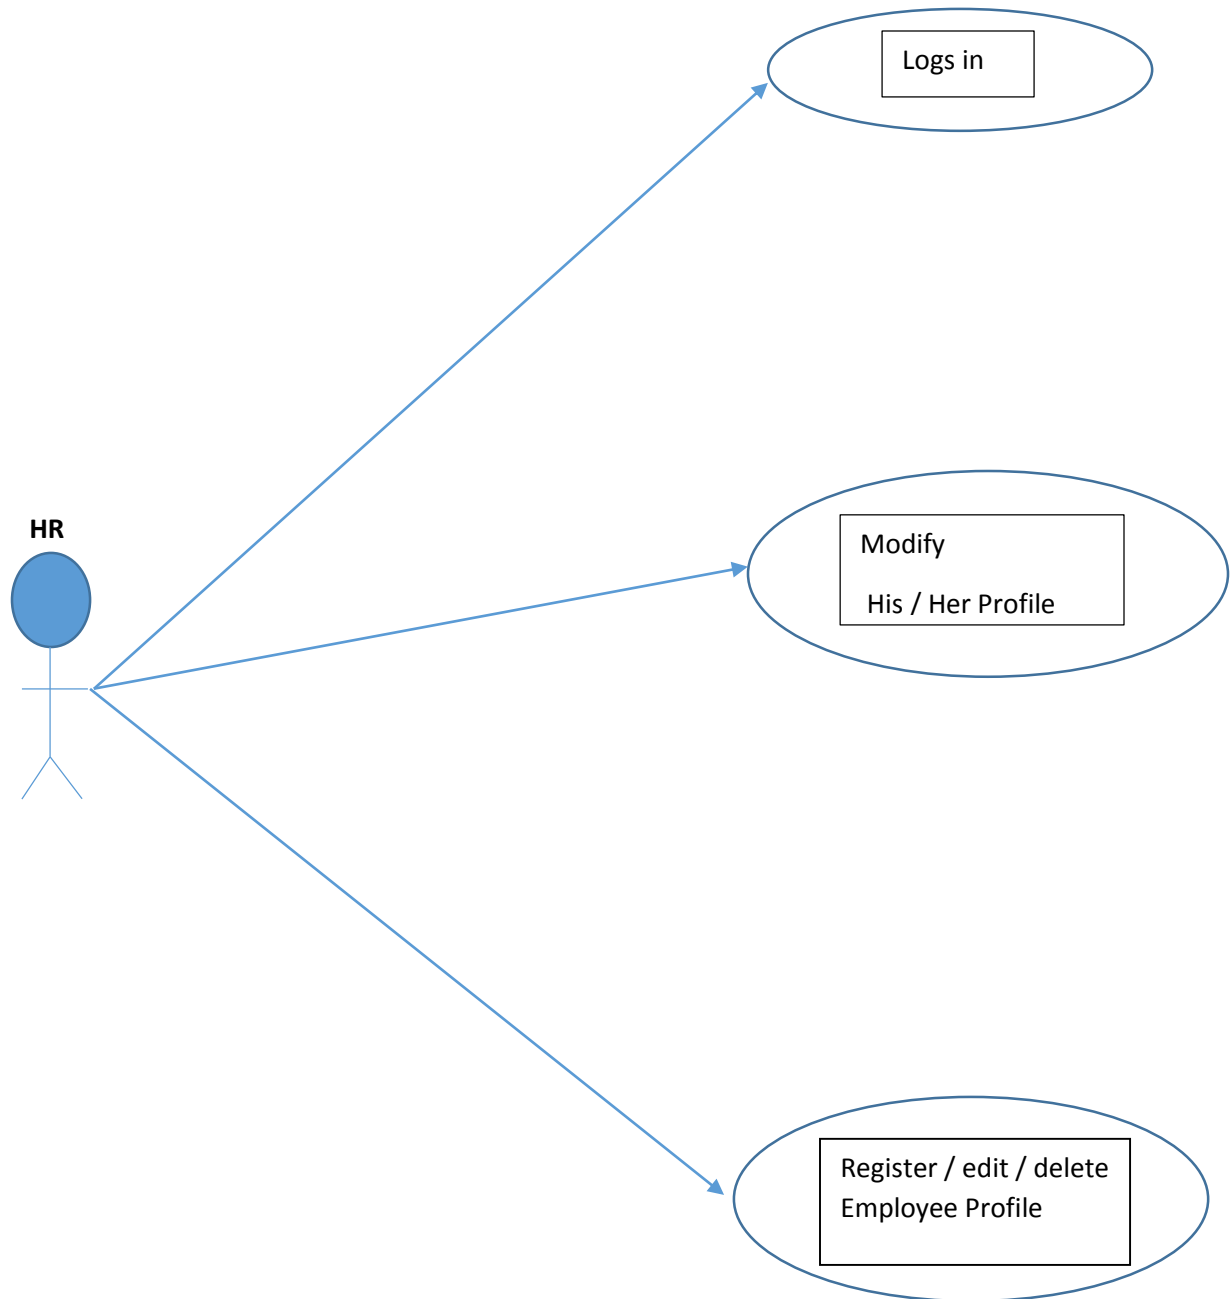 Logs in
HR
Modify
His / Her Profile
Register / edit / delete
Employee Profile